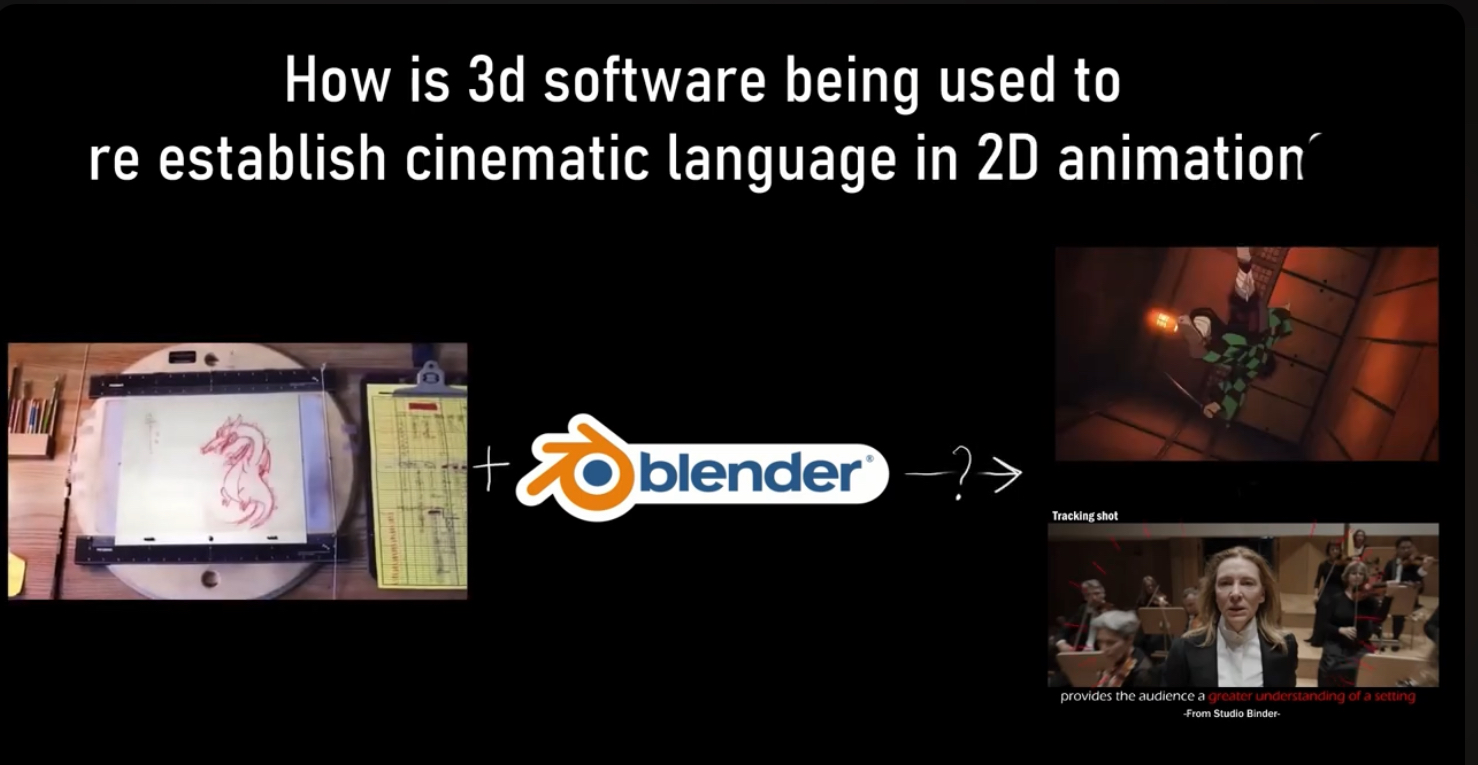 How is 3d software being used to
re establish cinematic language in 2D animation
+ blender® —?→
Tracking shot
provides the audience a greater understanding of a setting
-From Studio Binder-